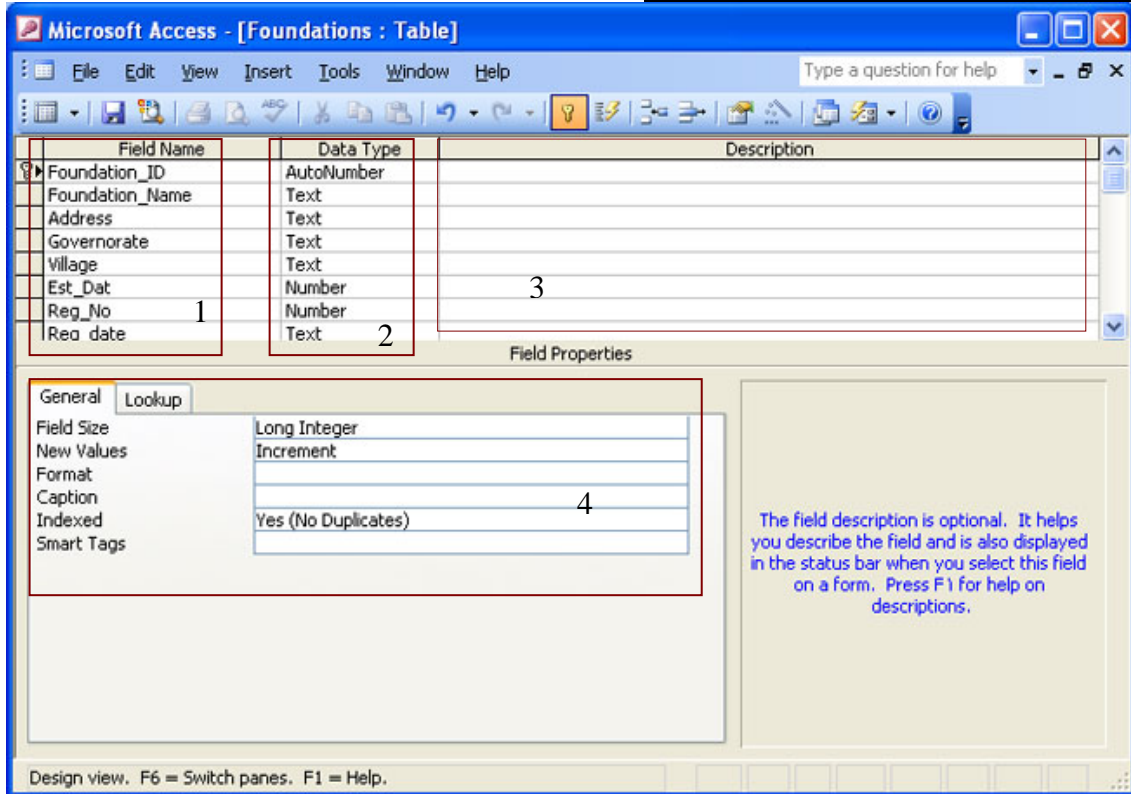 Microsoft Access - [Foundations : Table]
File Edit View Insert Tools Window Help Type a question for help
Field Name Data Type Description
Foundation_ID AutoNumber
Foundation_Name Text
Address Text
Governorate Text
Village Text
Est_Dat Number
Reg_No Number
Reg_date Text
1
2
3
Field Properties
General Lookup
Field Size Long Integer
New Values Increment
Format
Caption
Indexed Yes (No Duplicates)
Smart Tags
4
The field description is optional. It helps
you describe the field and is also displayed
in the status bar when you select this field
on a form. Press F1 for help on
descriptions.
Design view. F6 = Switch panes. F1 = Help.